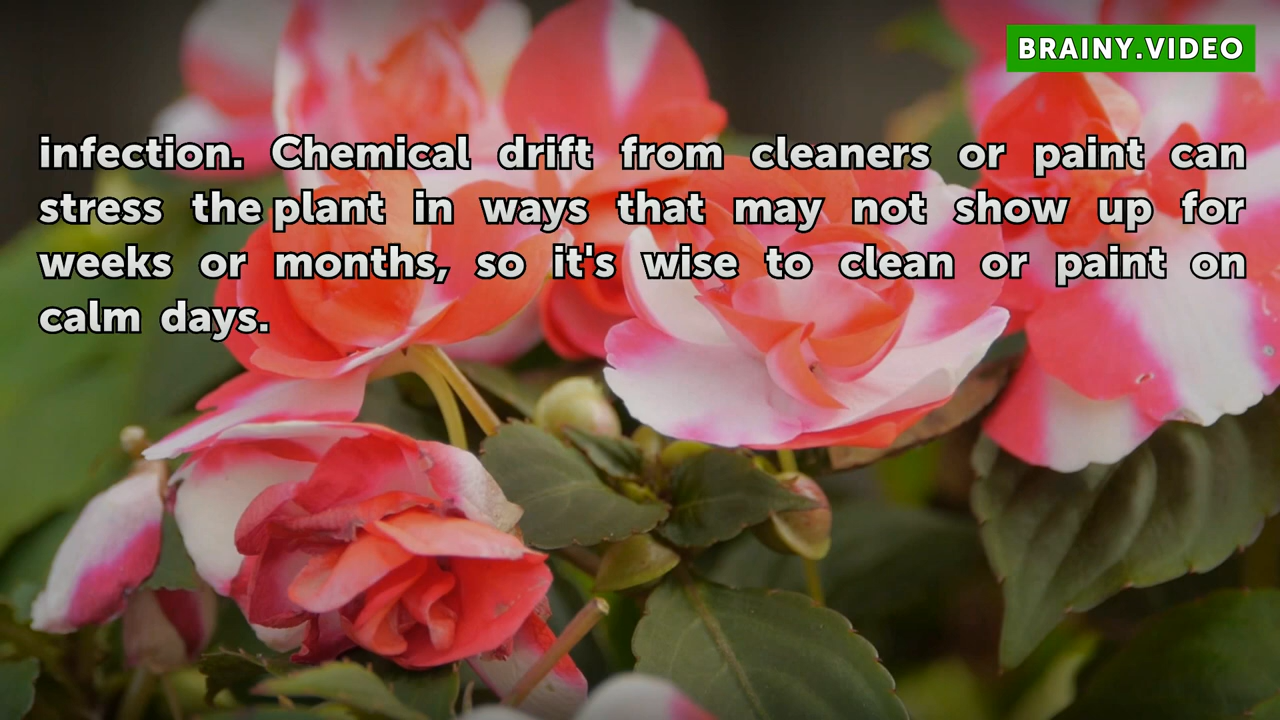 BRAINY.VIDEO
infection. Chemical drift from cleaners or paint can
stress the plant in ways that may not show up for
weeks or months, so it's wise to clean or paint on
calm days.